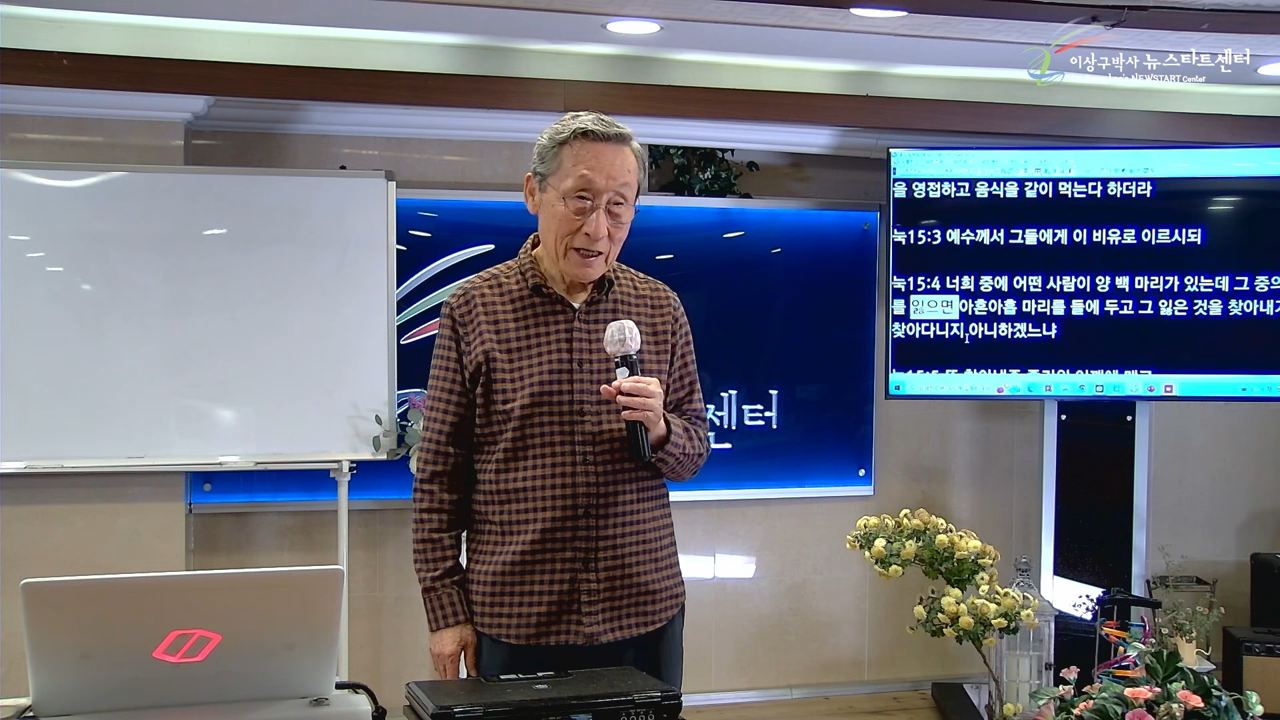 이상구박사 뉴스타트센터
NEWSTART Center
을 영접하고 음식을 같이 먹는다 하더라
눅15:3 예수께서 그들에게 이 비유로 이르시되
눅15:4 너희 중에 어떤 사람이 양 백 마리가 있는데 그 중의
를 잃으면 아흔아홉 마리를 들에 두고 그 잃은 것을 찾아내기
찾아다니지 아니하겠느냐
센터